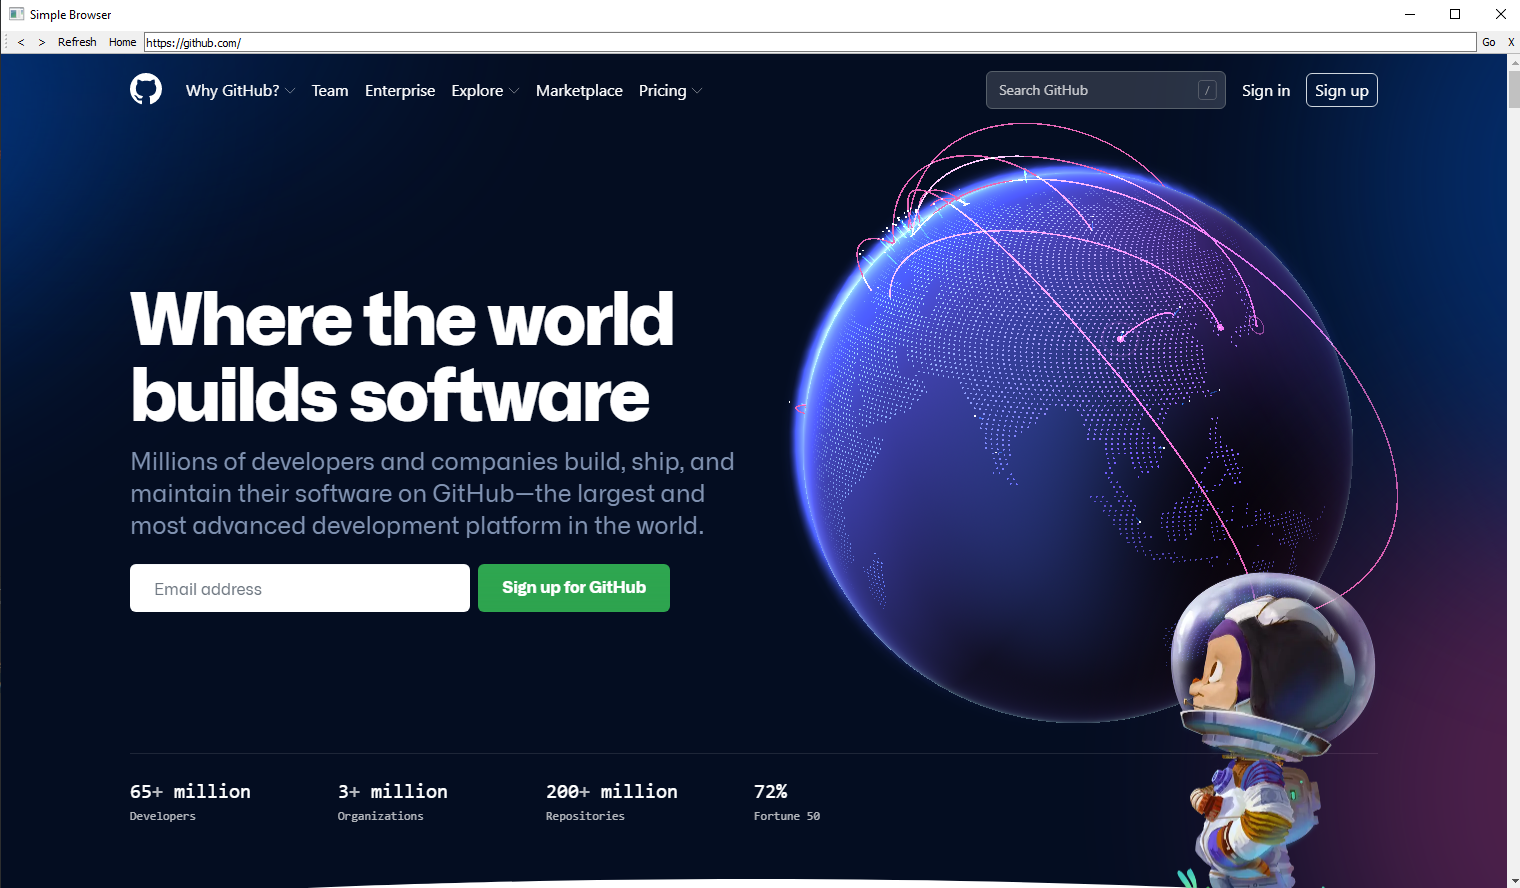 Simple Browser
< > Refresh Home https://github.com/ Go X
Why GitHub? Team Enterprise Explore Marketplace Pricing Search GitHub / Sign in Sign up
Where the world
builds software
Millions of developers and companies build, ship, and
maintain their software on GitHub—the largest and
most advanced development platform in the world.
Email address Sign up for GitHub
65+ million 3+ million 200+ million 72%
Developers Organizations Repositories Fortune 50